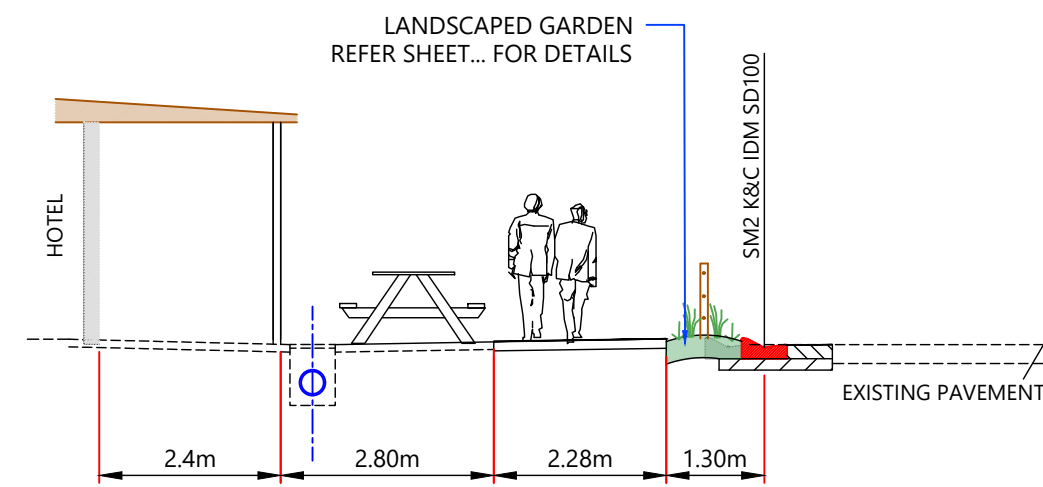 LANDSCAPED GARDEN
REFER SHEET... FOR DETAILS
HOTEL
SM2 K&C IDM SD100
EXISTING PAVEMENT
2.4m
2.80m
2.28m
1.30m